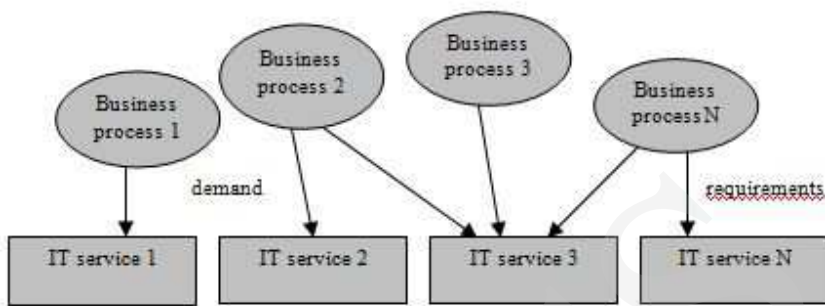 Business
process 1
Business
process 2
Business
process 3
Business
process N
demand
requirements
IT service 1
IT service 2
IT service 3
IT service N